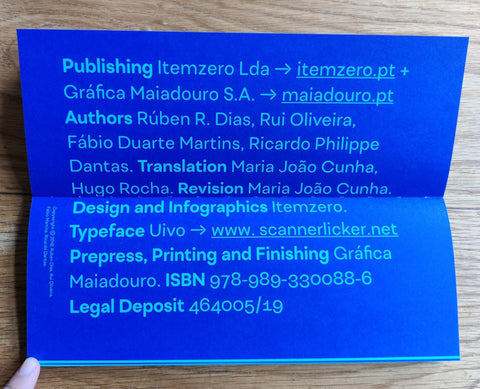 Publishing Itemzero Lda → itemzero.pt +
Gráfica Maiadouro S.A. → maiadouro.pt
Authors Rúben R. Dias, Rui Oliveira,
Fábio Duarte Martins, Ricardo Philippe
Dantas. Translation Maria João Cunha,
Hugo Rocha. Revision Maria João Cunha.
Design and Infographics Itemzero.
Typeface Uivo → www.scannerlicker.net
Prepress, Printing and Finishing Gráfica
Maiadouro. ISBN 978-989-330088-6
Legal Deposit 464005/19